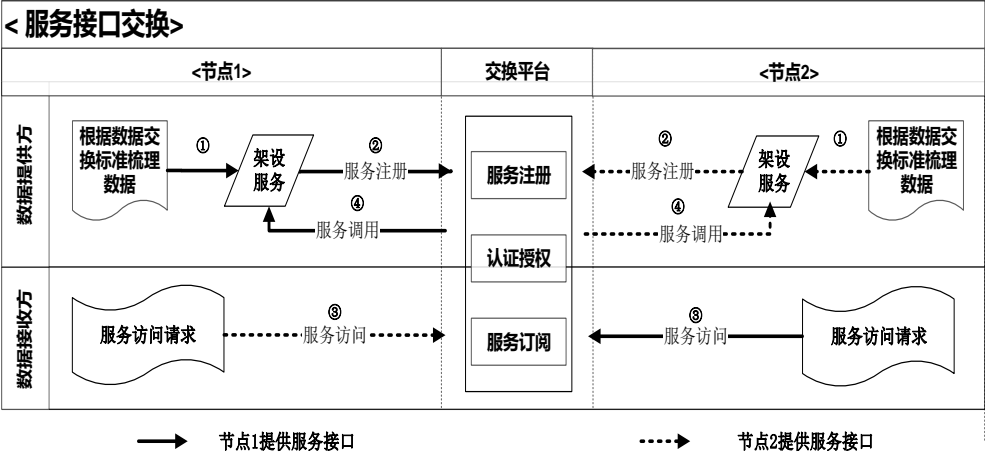 <服务接口交换>
<节点1>
交换平台
<节点2>
数据提供方
根据数据交
换标准梳理
数据
①
架设
服务
②
服务注册
④
服务调用
服务注册
认证授权
服务订阅
②
服务注册
④
服务调用
架设
服务
①
根据数据交
换标准梳理
数据
数据接收方
服务访问请求
③
服务访问
③
服务访问
服务访问请求
节点1提供服务接口
节点2提供服务接口